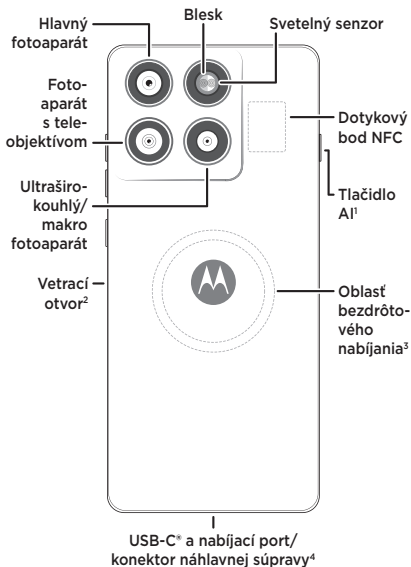 Hlavný
fotoaparát
Blesk
Svetelný senzor
Foto-
aparát
s tele-
objektívom
Dotykový
bod NFC
Ultraširo-
kouhlý/
makro
fotoaparát
Tlačidlo
AI¹
Vetrací
otvor²
Oblasť
bezdrôto-
vého
nabíjania³
USB-C® a nabíjací port/
konektor náhlavnej súpravy⁴